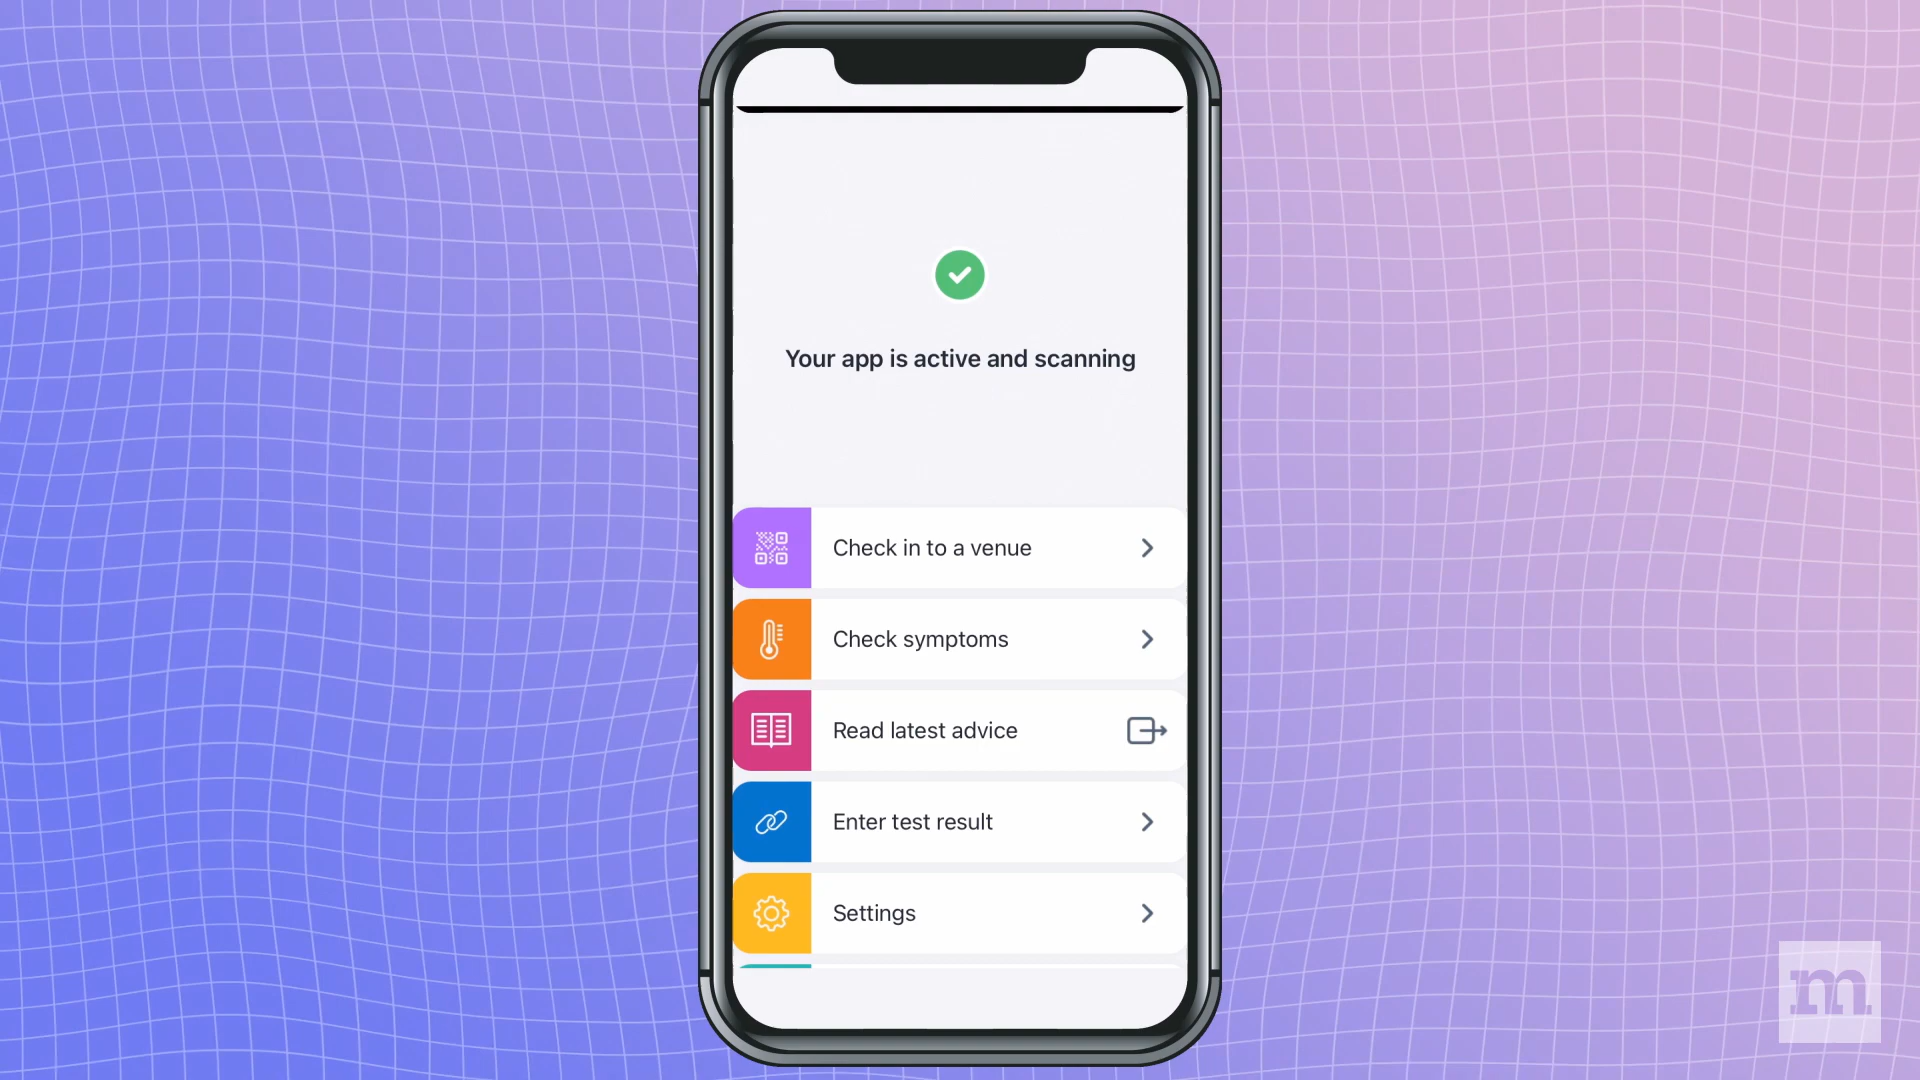 Your app is active and scanning
Check in to a venue
Check symptoms
Read latest advice
Enter test result
Settings
m